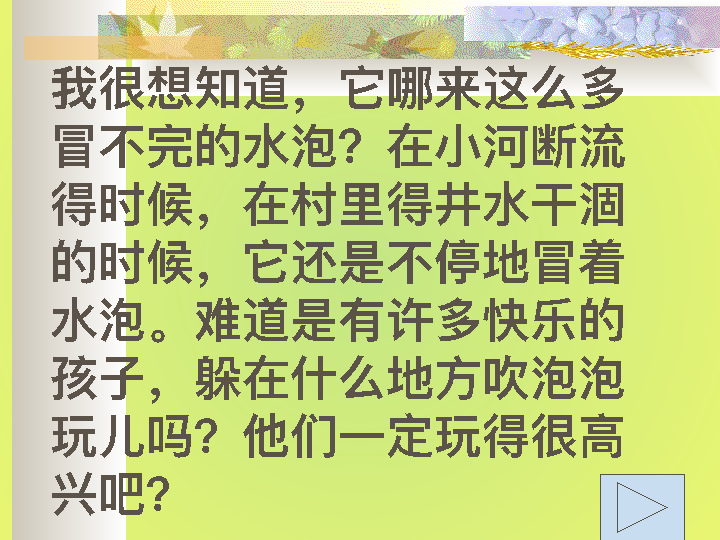 我很想知道，它哪来这么多
冒不完的水泡？在小河断流
得时候，在村里得井水干涸
的时候，它还是不停地冒着
水泡。难道是有许多快乐的
孩子，躲在什么地方吹泡泡
玩儿吗？他们一定玩得很高
兴吧？